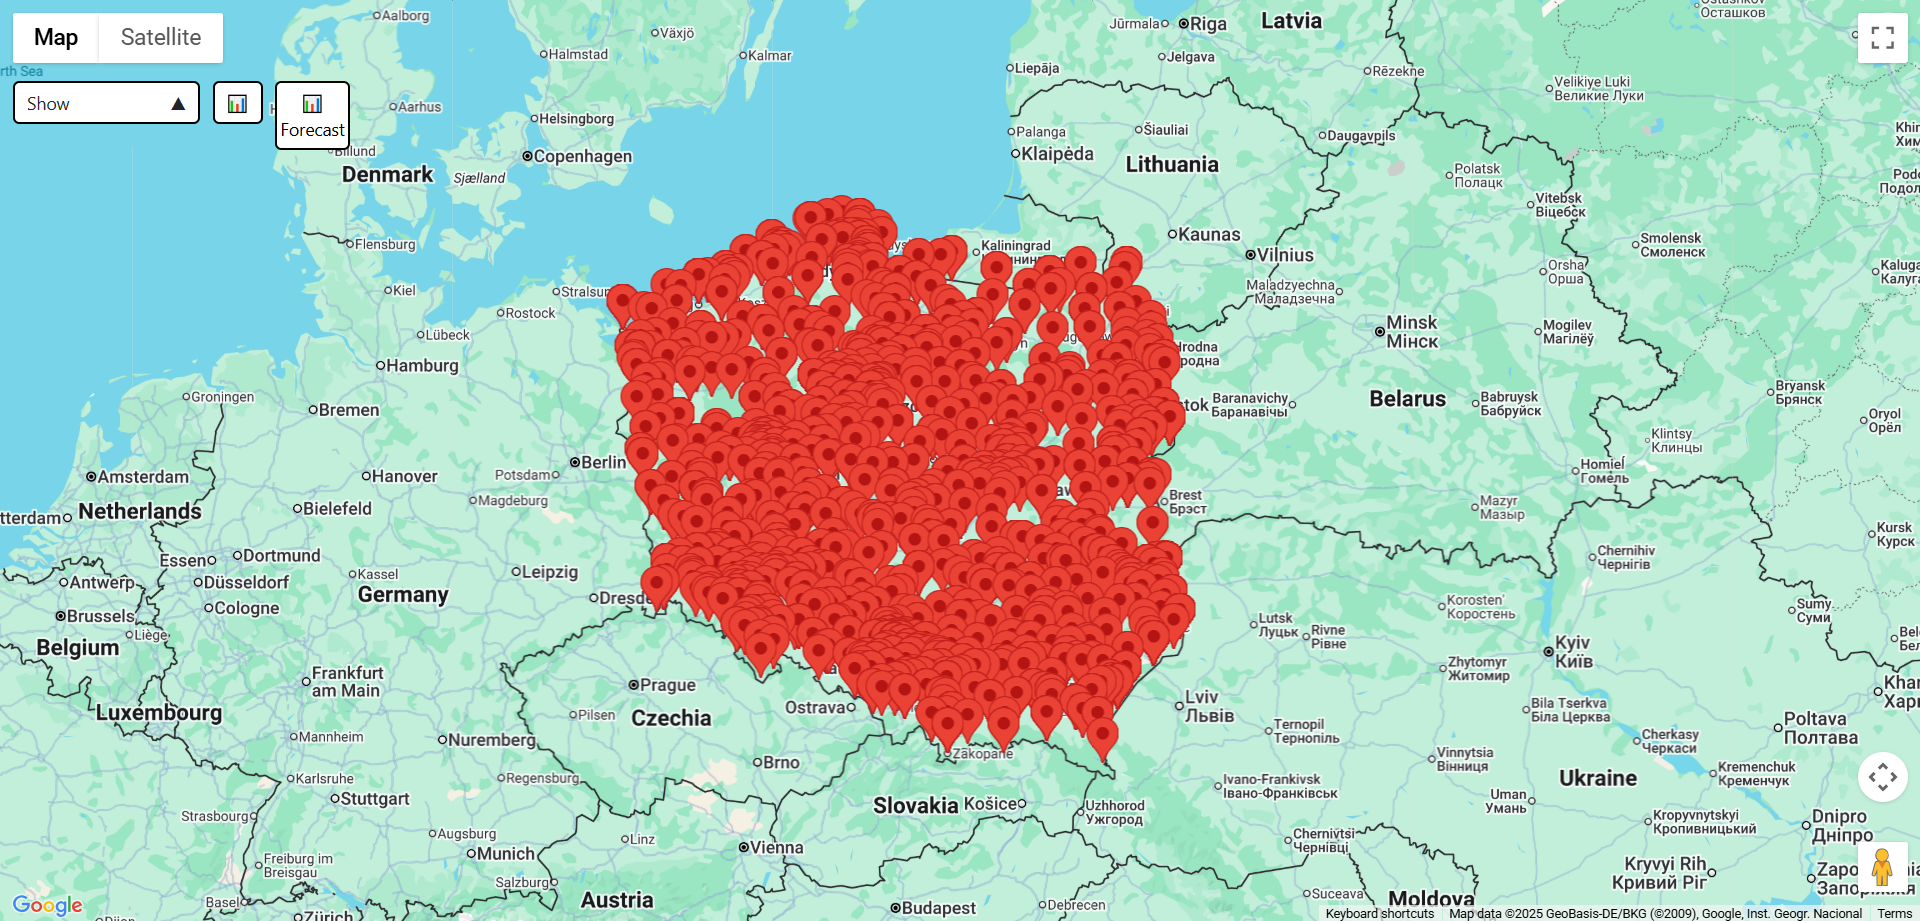 Map
Satellite
Show ▲
Forecast
Aalborg
Växjö
Halmstad
Kalmar
Aarhus
Helsingborg
Copenhagen
Denmark
Sjælland
Flensburg
Kiel
Stralsun
Rostock
Lübeck
Hamburg
Groningen
Bremen
Berlin
Amsterdam
Hanover
Potsdam
Magdeburg
Netherlands
Bielefeld
Essen
Dortmund
Leipzig
Kassel
Antwerp
Düsseldorf
Germany
Cologne
Brussels
Liège
Belgium
Frankfurt
am Main
Prague
Luxembourg
Pilsen
Czechia
Ostrava
Mannheim
Nuremberg
Zakopane
Brno
Karlsruhe
Regensburg
Stuttgart
Slovakia
Košice
Strasbourg
Augsburg
Linz
Munich
Vienna
Freiburg im
Breisgau
Salzburg
Austria
Basel
Zürich
Budapest
Debrecen
Jūrmala
Riga
Latvia
Осташков
Jelgava
Liepāja
Rēzekne
Velikiye Luki
Великие Луки
Palanga
Šiauliai
Daugavpils
Klaipėda
Lithuania
Polatsk
Полацк
Vitebsk
Віцебск
Kaunas
Vilnius
Kaliningrad
Smolensk
Смоленск
Orsha
Орша
Maladzyechna
Маладзечна
Minsk
Мінск
Mogilev
Магілёў
Baranavichy
Баранавічы
Belarus
Babruysk
Бабруйск
Bryansk
Брянск
Oryol
Орёл
Klintsy
Клинцы
Homieĺ
Гомель
Brest
Брэст
Mazyr
Мазыр
Kursk
Курск
Chernihiv
Чернігів
Korosten'
Коростень
Sumy
Суми
Lutsk
Луцьк
Rivne
Рівне
Kyiv
Київ
Zhytomyr
Житомир
Lviv
Львів
Bila Tserkva
Біла Церква
Ternopil
Тернопіль
Poltava
Полтава
Cherkasy
Черкаси
Vinnytsia
Вінниця
Kremenchuk
Кременчук
Ivano-Frankivsk
Івано-Франківськ
Ukraine
Uman
Умань
Uzhhorod
Ужгород
Kropyvnytskyi
Кропивницький
Dnipro
Дніпро
Chernivtsi
Чернівці
Kryvyi Rih
Кривий Ріг
Suceava
Moldova
Google
Keyboard shortcuts
Map data ©2025 GeoBasis-DE/BKG (©2009), Google, Inst. Geogr. Nacional
Terms